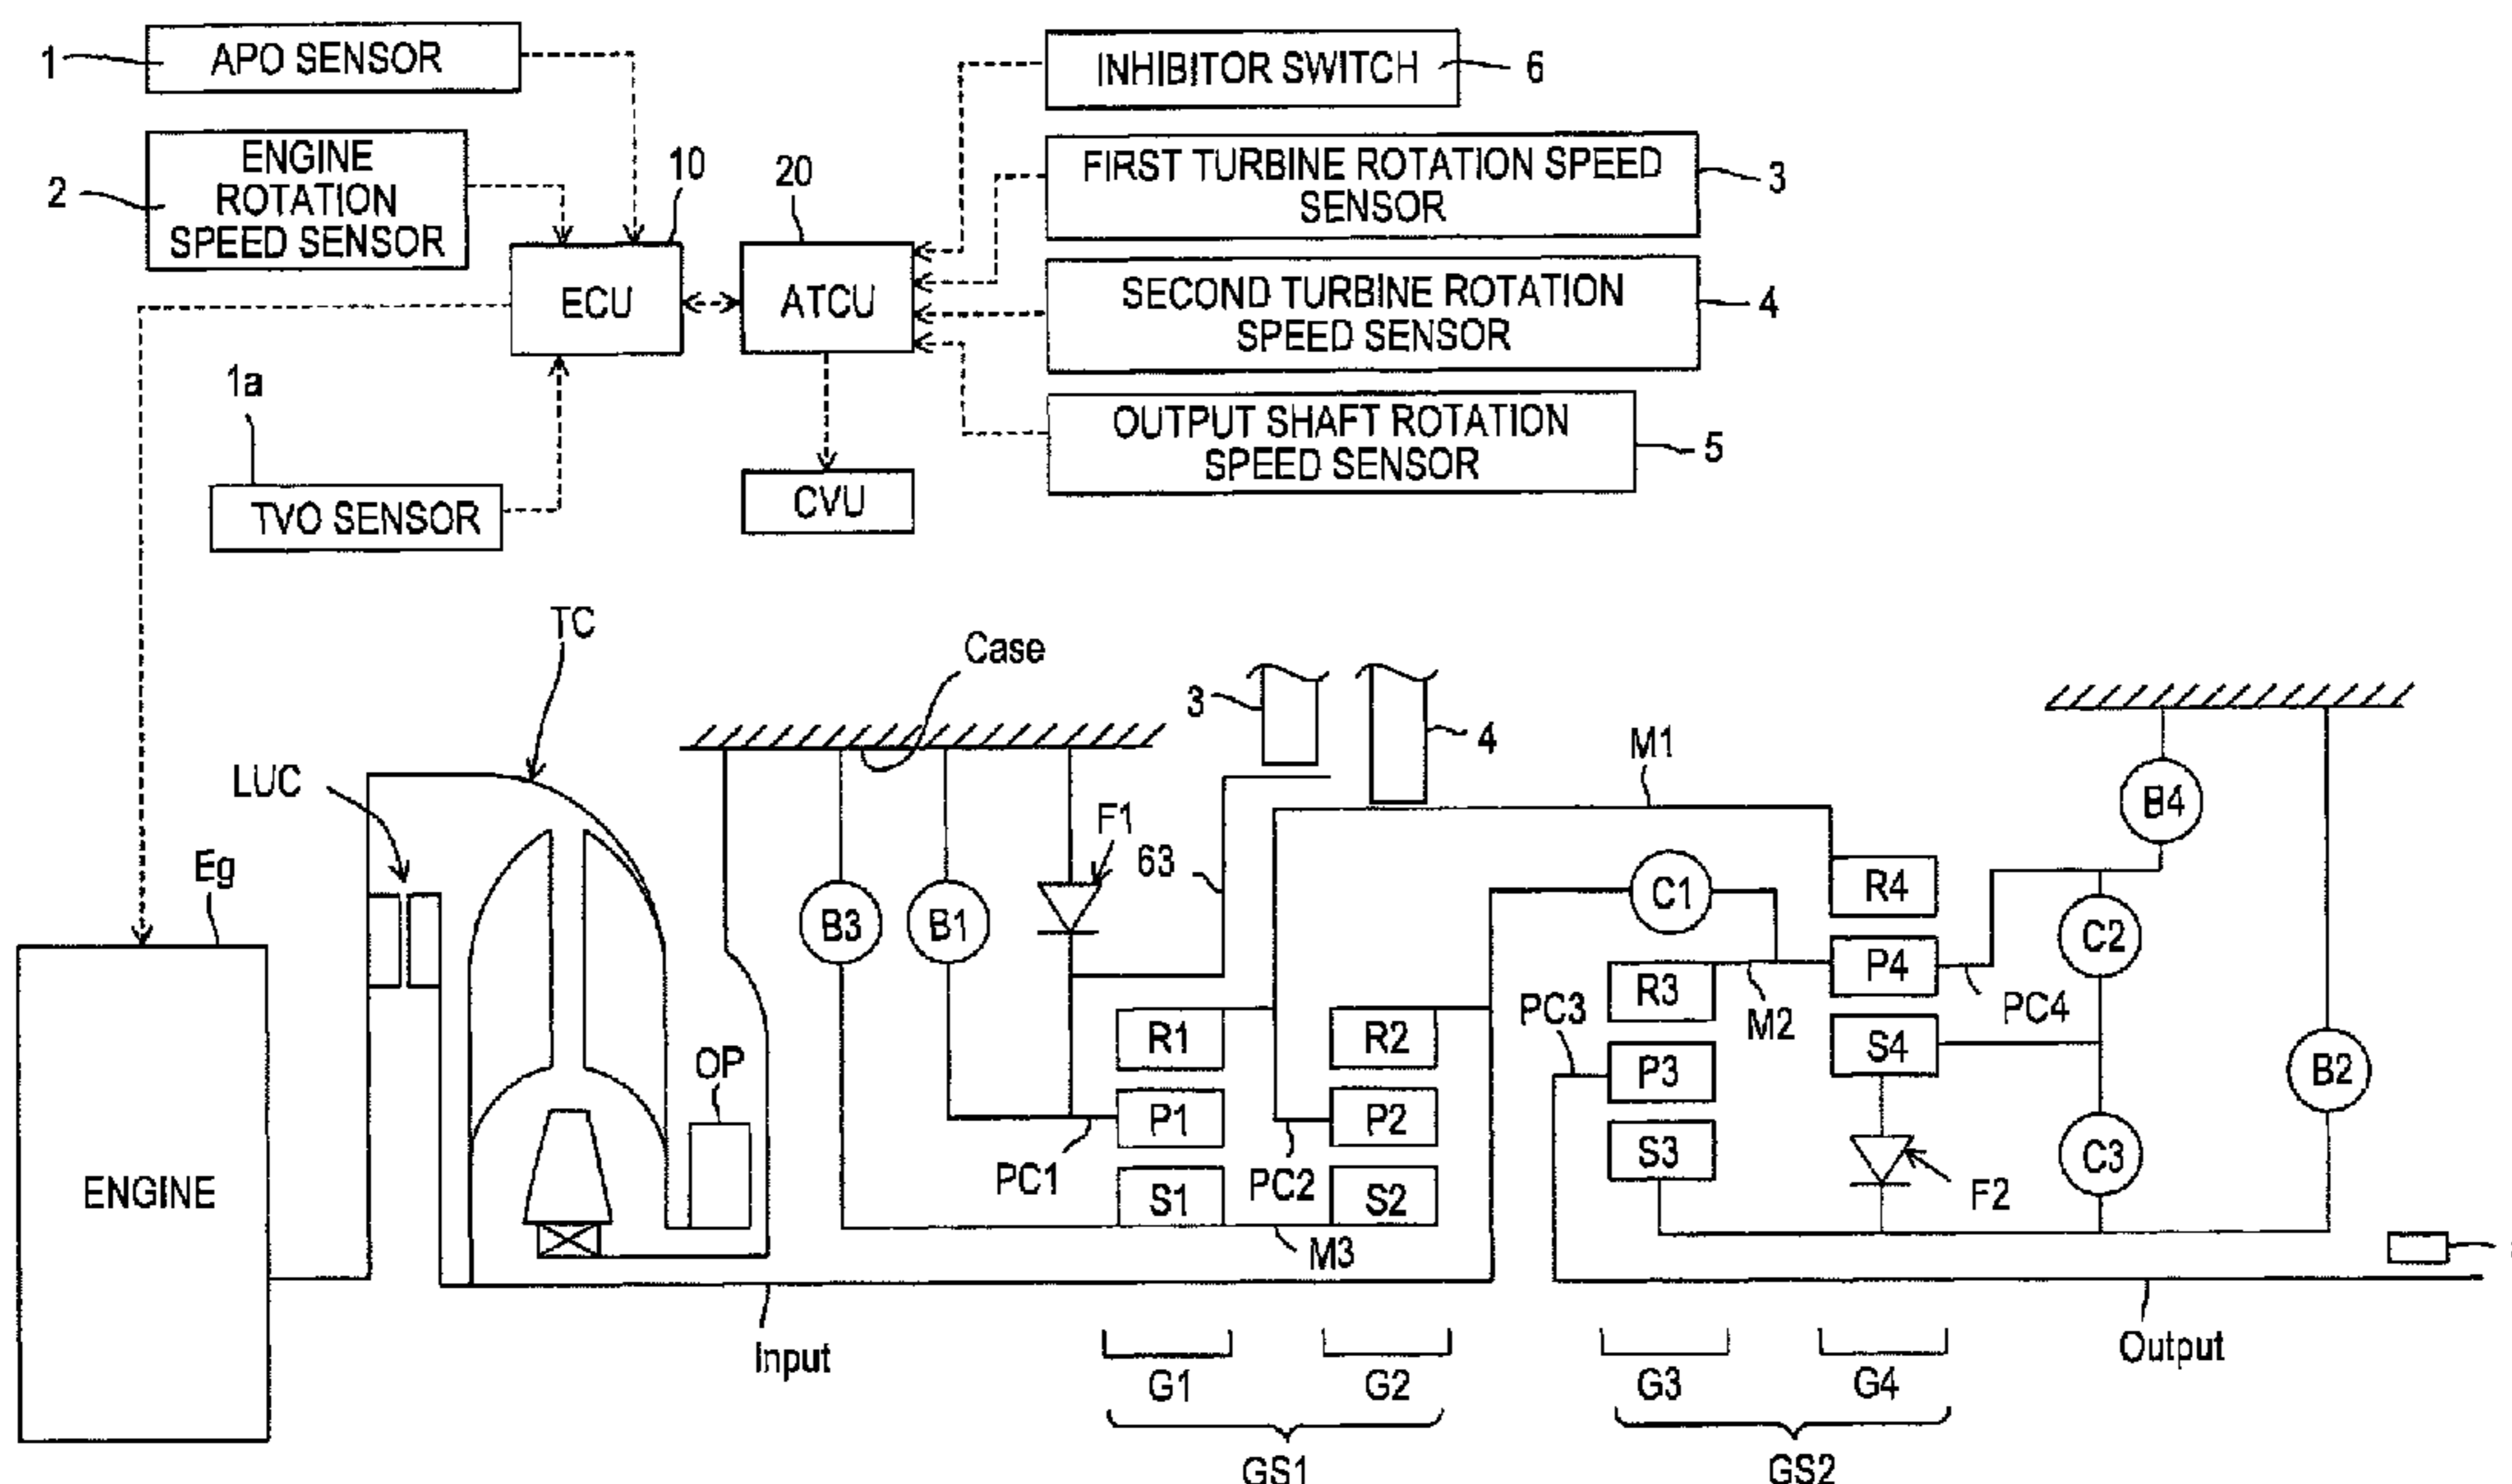 1
APO SENSOR
INHIBITOR SWITCH
6
2
ENGINE
ROTATION
SPEED SENSOR
10
20
FIRST TURBINE ROTATION SPEED
SENSOR
3
ECU
ATCU
SECOND TURBINE ROTATION
SPEED SENSOR
4
1a
TVO SENSOR
CVU
OUTPUT SHAFT ROTATION
SPEED SENSOR
5
TC
Case
3
4
M1
LUC
F1
B4
Eg
63
B3
B1
C1
R4
C2
P4
R3
M2
PC4
PC3
R1
R2
S4
B2
OP
P3
P1
P2
S3
C3
ENGINE
PC1
S1
PC2
S2
F2
M3
Input
Output
G1
G2
G3
G4
GS1
GS2